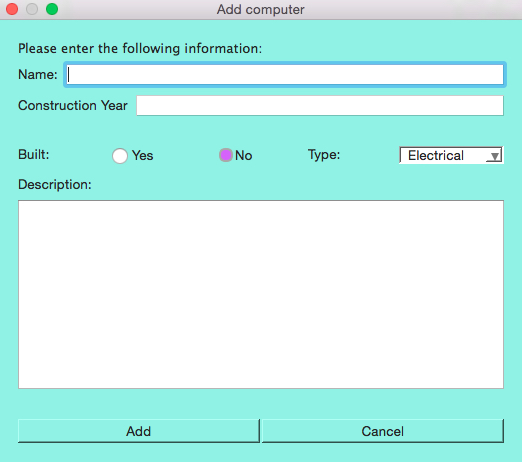 Add computer
Please enter the following information:
Name:
Construction Year
Built: Yes No Type: Electrical
Description:
Add Cancel